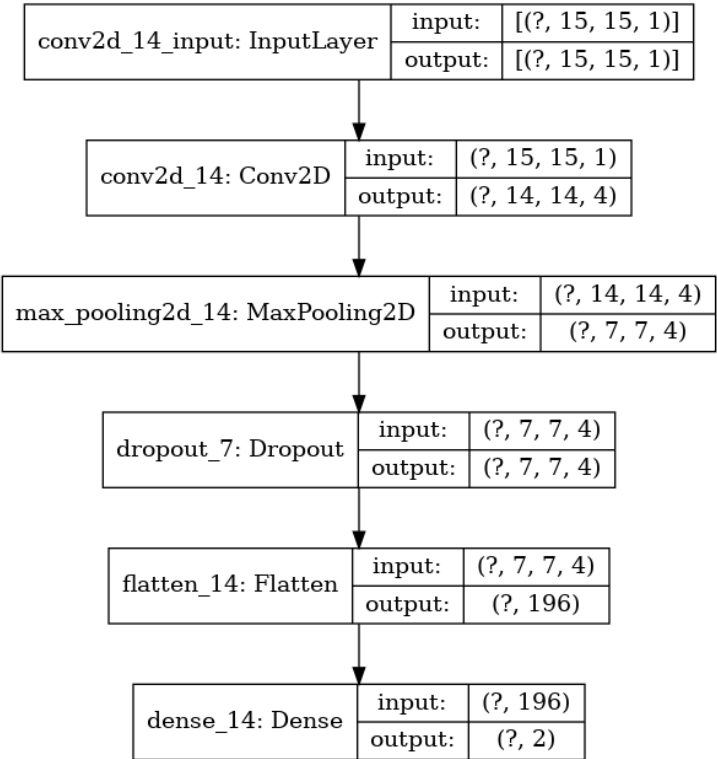 conv2d_14_input: InputLayer
input: [(?, 15, 15, 1)]
output: [(?, 15, 15, 1)]
conv2d_14: Conv2D
input: (?, 15, 15, 1)
output: (?, 14, 14, 4)
max_pooling2d_14: MaxPooling2D
input: (?, 14, 14, 4)
output: (?, 7, 7, 4)
dropout_7: Dropout
input: (?, 7, 7, 4)
output: (?, 7, 7, 4)
flatten_14: Flatten
input: (?, 7, 7, 4)
output: (?, 196)
dense_14: Dense
input: (?, 196)
output: (?, 2)